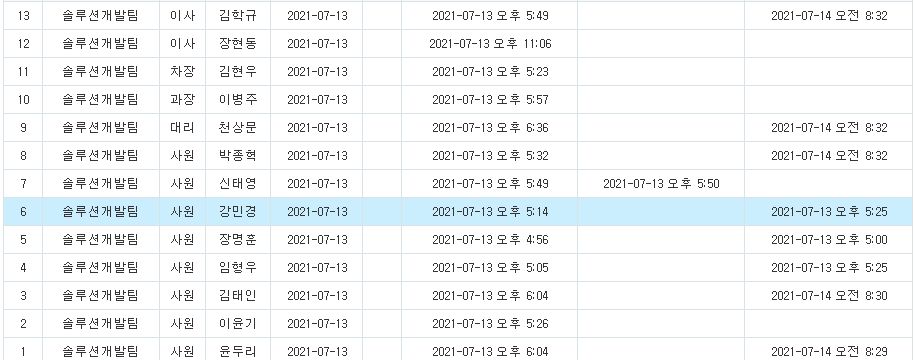 13 솔루션개발팀 이사 김학규 2021-07-13 2021-07-13 오후 5:49 2021-07-14 오전 8:32
12 솔루션개발팀 이사 장현동 2021-07-13 2021-07-13 오후 11:06
11 솔루션개발팀 차장 김현우 2021-07-13 2021-07-13 오후 5:23
10 솔루션개발팀 과장 이병주 2021-07-13 2021-07-13 오후 5:57
9 솔루션개발팀 대리 천상문 2021-07-13 2021-07-13 오후 6:36 2021-07-14 오전 8:32
8 솔루션개발팀 사원 박종혁 2021-07-13 2021-07-13 오후 5:32 2021-07-14 오전 8:32
7 솔루션개발팀 사원 신태영 2021-07-13 2021-07-13 오후 5:49 2021-07-13 오후 5:50
6 솔루션개발팀 사원 강민경 2021-07-13 2021-07-13 오후 5:14 2021-07-13 오후 5:25
5 솔루션개발팀 사원 장명훈 2021-07-13 2021-07-13 오후 4:56 2021-07-13 오후 5:00
4 솔루션개발팀 사원 임형우 2021-07-13 2021-07-13 오후 5:05 2021-07-13 오후 5:25
3 솔루션개발팀 사원 김태인 2021-07-13 2021-07-13 오후 6:04 2021-07-14 오전 8:30
2 솔루션개발팀 사원 이윤기 2021-07-13 2021-07-13 오후 5:26
1 솔루션개발팀 사원 윤두리 2021-07-13 2021-07-13 오후 6:04 2021-07-14 오전 8:29